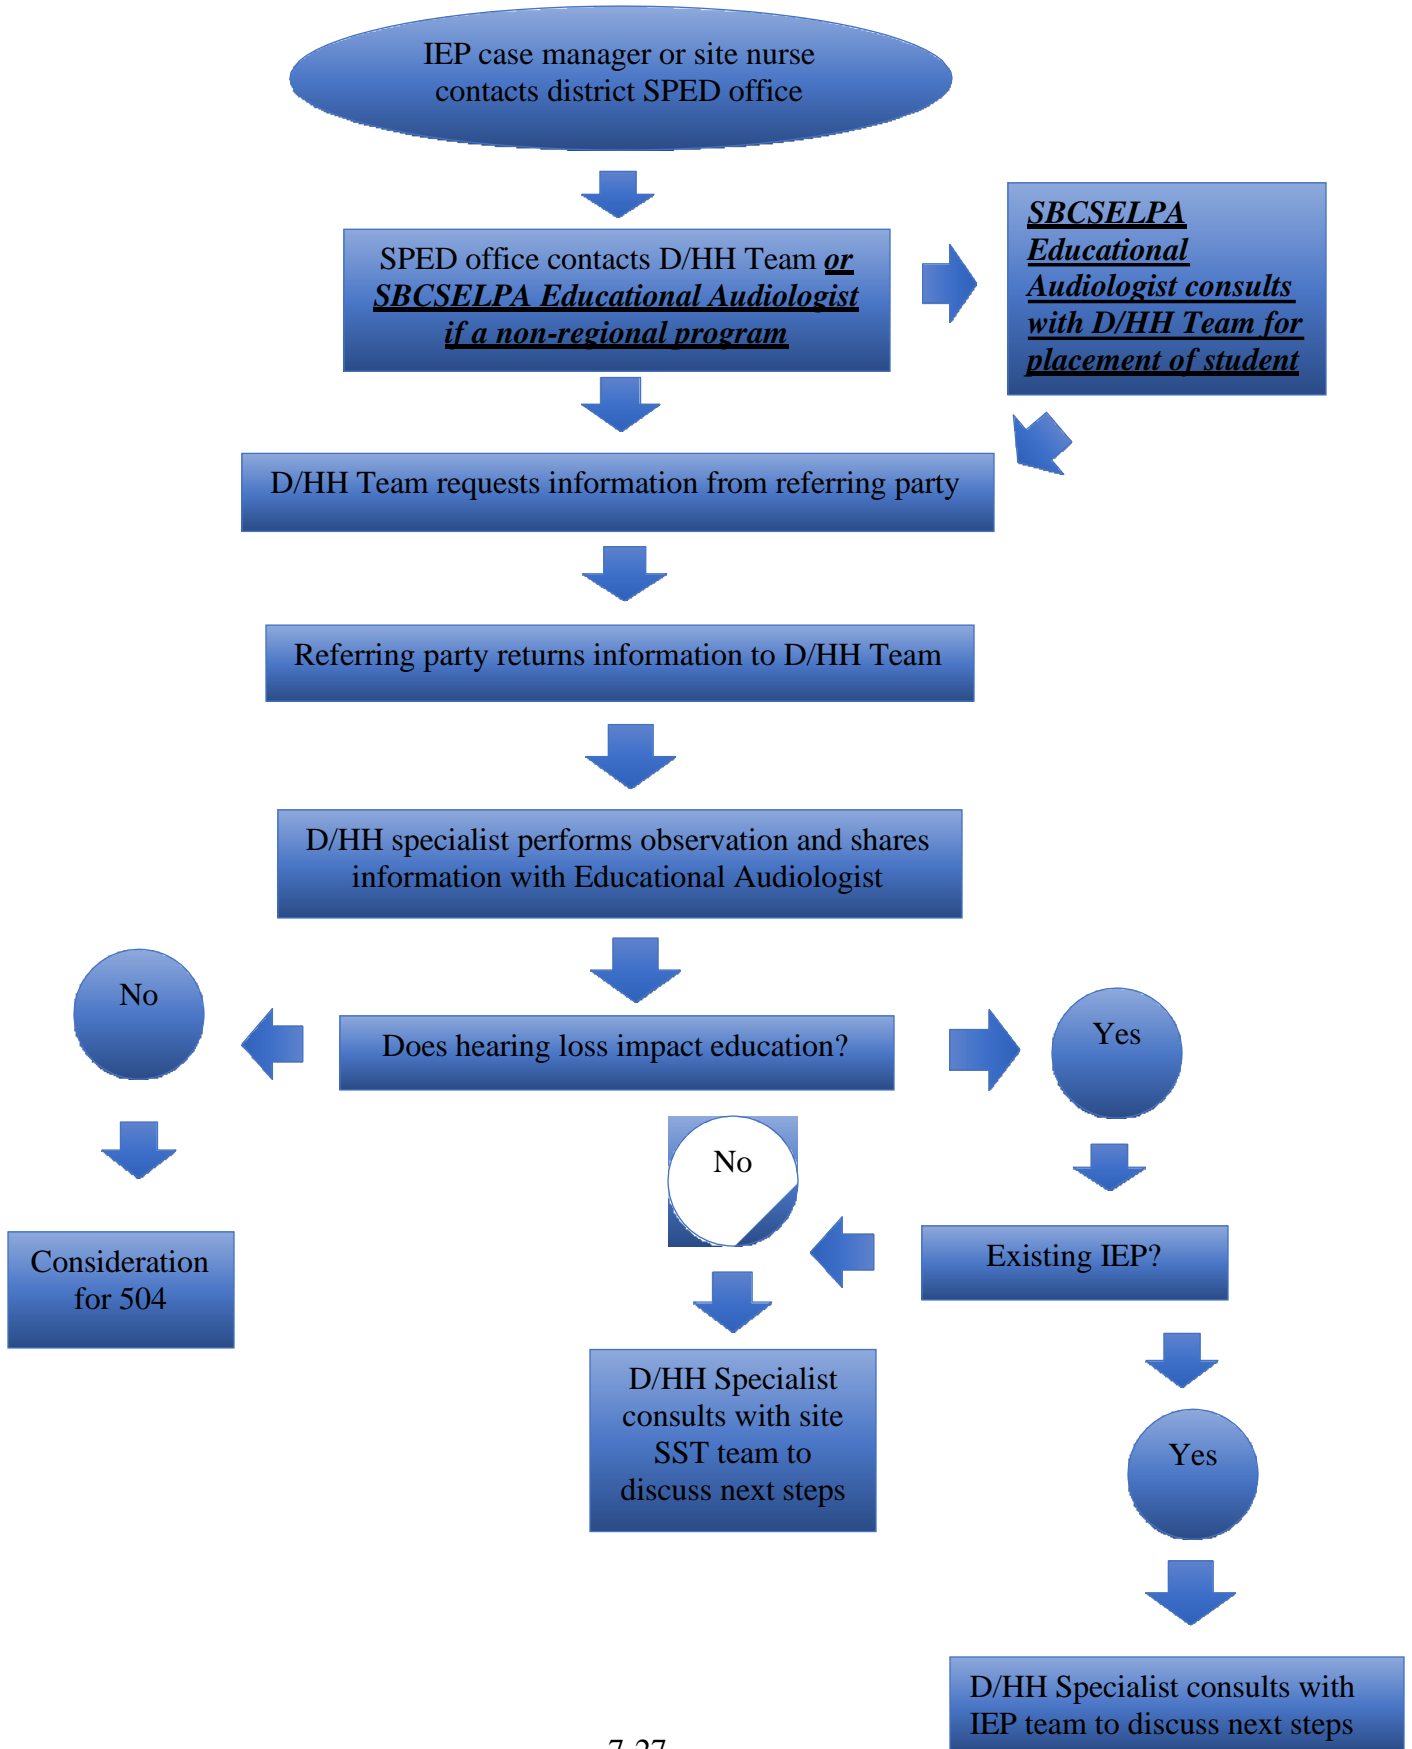 IEP case manager or site nurse
contacts district SPED office
SPED office contacts D/HH Team or
SBCSELPA Educational Audiologist
if a non-regional program
SBCSELPA
Educational
Audiologist consults
with D/HH Team for
placement of student
D/HH Team requests information from referring party
Referring party returns information to D/HH Team
D/HH specialist performs observation and shares
information with Educational Audiologist
No
Does hearing loss impact education?
Yes
No
Consideration
for 504
Existing IEP?
D/HH Specialist
consults with site
SST team to
discuss next steps
Yes
D/HH Specialist consults with
IEP team to discuss next steps
7-27